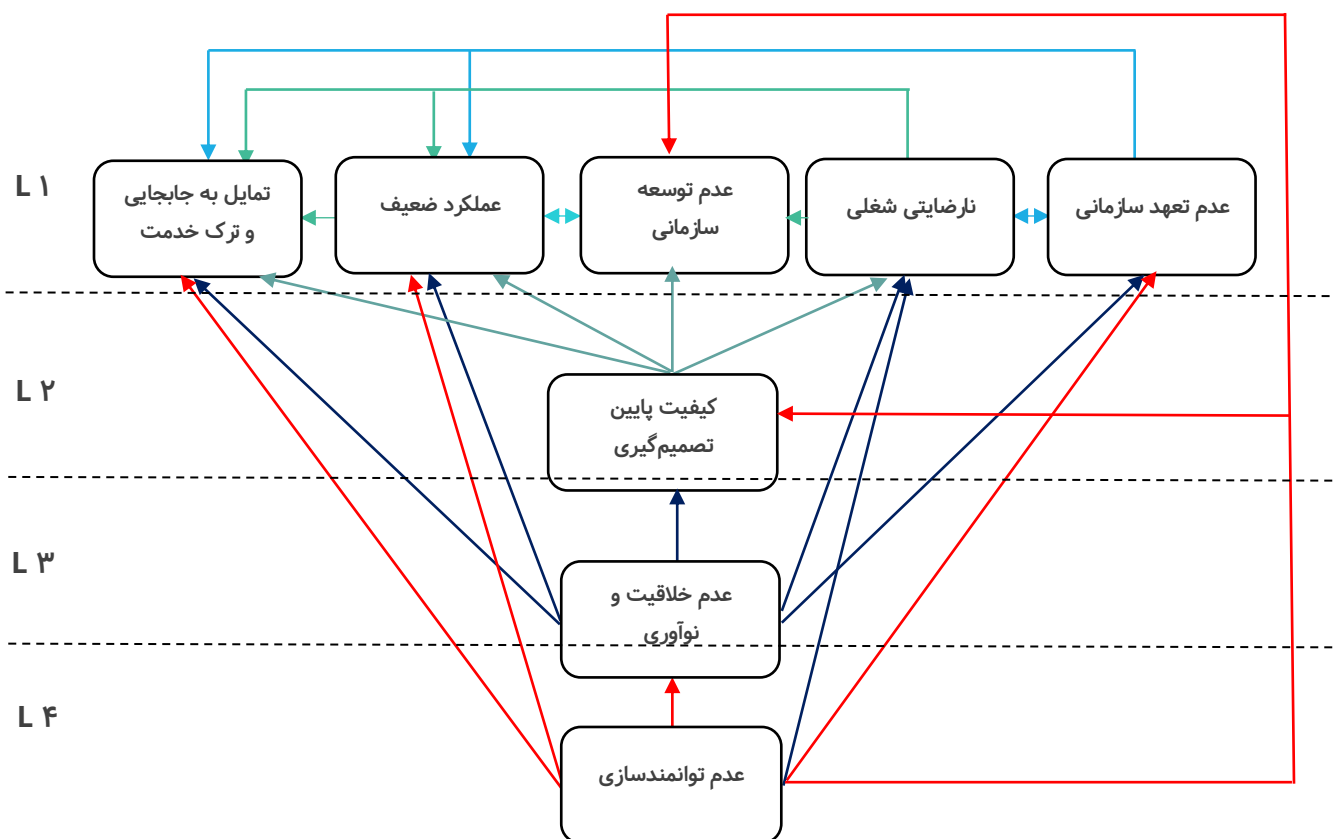 L ۱
عدم تعهد سازمانی
نارضایتی شغلی
عدم توسعه
سازمانی
عملکرد ضعیف
تمایل به جابجایی
و ترک خدمت
L ۲
کیفیت پایین
تصمیم‌گیری
L ۳
عدم خلاقیت و
نوآوری
L ۴
عدم توانمندسازی